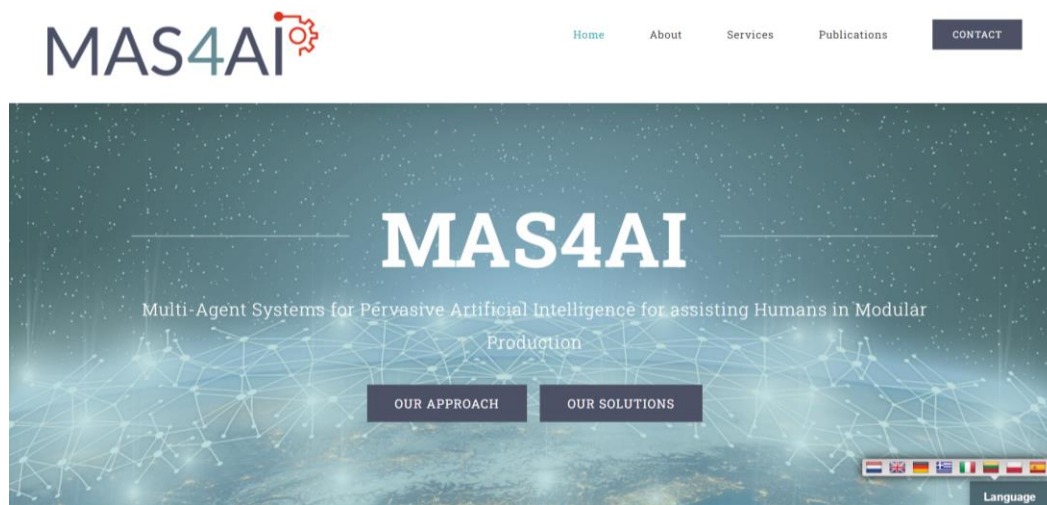 MAS4AI
Home About Services Publications CONTACT
MAS4AI
Multi-Agent Systems for Pervasive Artificial Intelligence for assisting Humans in Modular
Production
OUR APPROACH OUR SOLUTIONS
Language